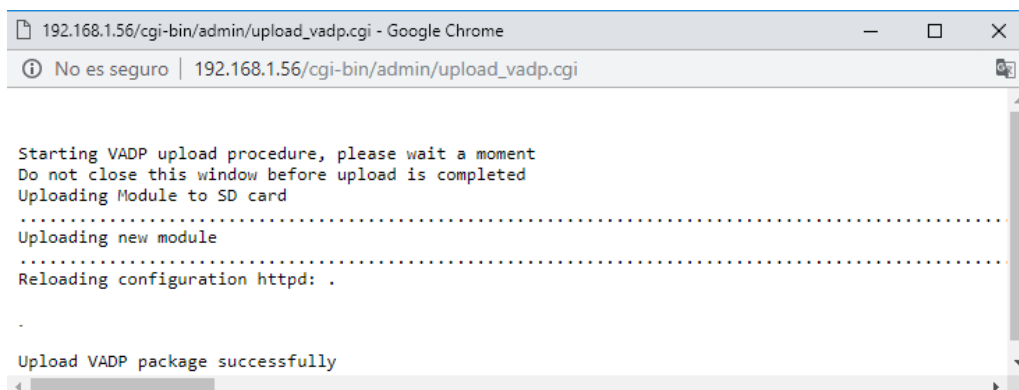 192.168.1.56/cgi-bin/admin/upload_vadp.cgi - Google Chrome
No es seguro | 192.168.1.56/cgi-bin/admin/upload_vadp.cgi
Starting VADP upload procedure, please wait a moment
Do not close this window before upload is completed
Uploading Module to SD card
....................................................................................................
Uploading new module
....................................................................................................
Reloading configuration httpd: .
.
Upload VADP package successfully